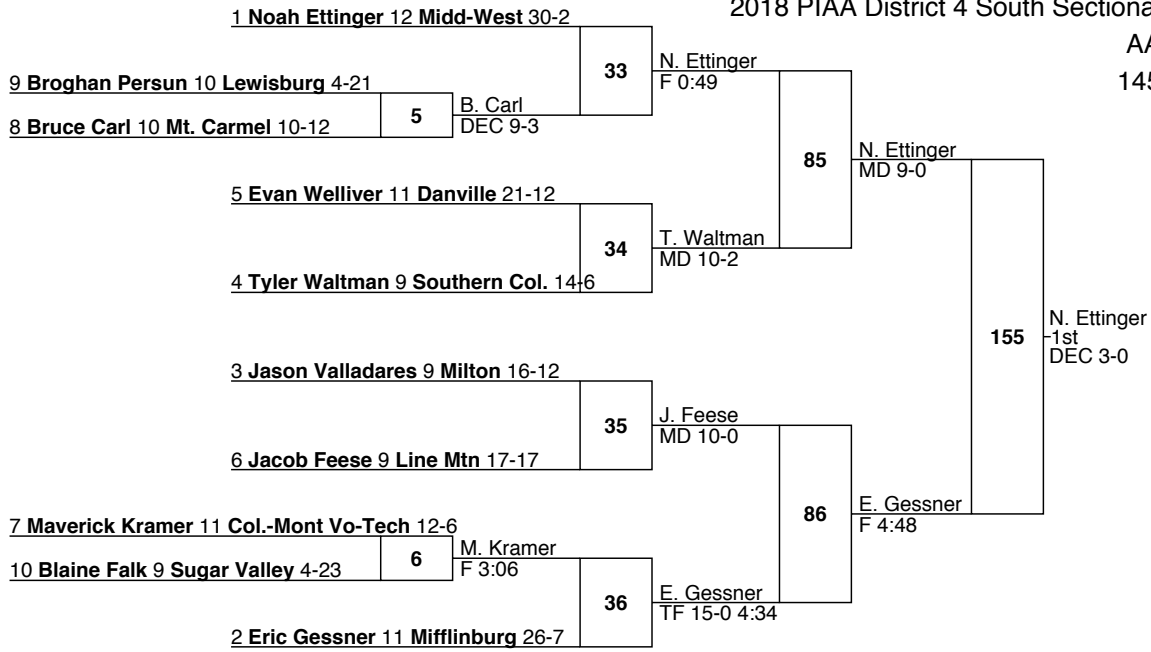 2018 PIAA District 4 South Sectiona
AA
145
1 Noah Ettinger 12 Midd-West 30-2
33
N. Ettinger
F 0:49
9 Broghan Persun 10 Lewisburg 4-21
5
B. Carl
DEC 9-3
8 Bruce Carl 10 Mt. Carmel 10-12
85
N. Ettinger
MD 9-0
5 Evan Welliver 11 Danville 21-12
34
T. Waltman
MD 10-2
4 Tyler Waltman 9 Southern Col. 14-6
155
N. Ettinger
1st
DEC 3-0
3 Jason Valladares 9 Milton 16-12
35
J. Feese
MD 10-0
6 Jacob Feese 9 Line Mtn 17-17
86
E. Gessner
F 4:48
7 Maverick Kramer 11 Col.-Mont Vo-Tech 12-6
6
M. Kramer
F 3:06
10 Blaine Falk 9 Sugar Valley 4-23
36
E. Gessner
TF 15-0 4:34
2 Eric Gessner 11 Mifflinburg 26-7